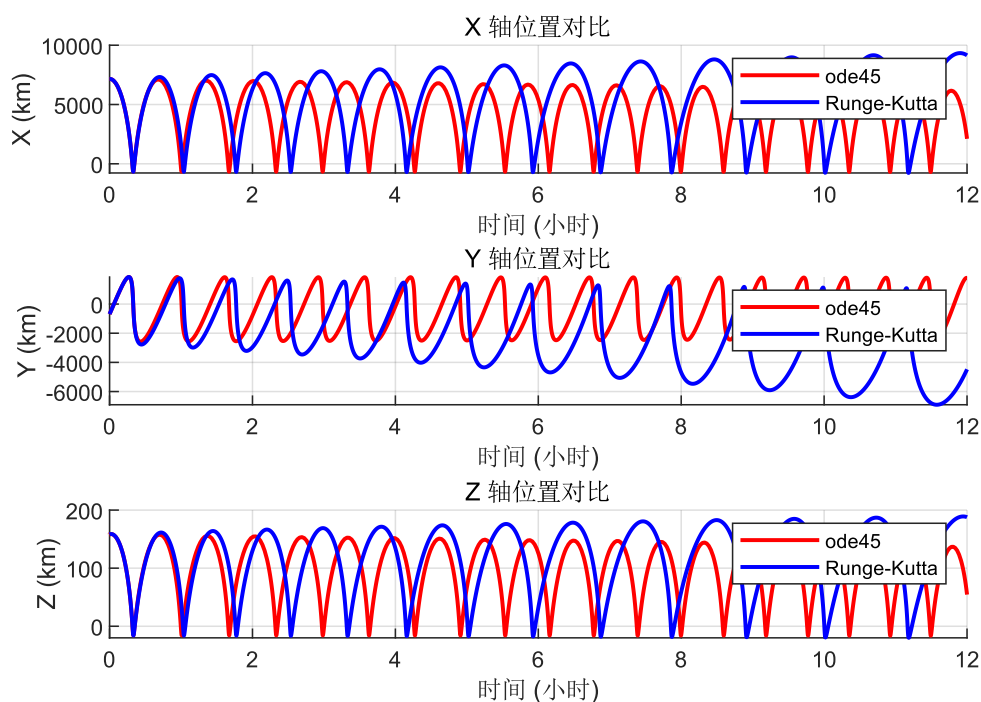 X 轴位置对比
10000
5000
0
X (km)
0 2 4 6 8 10 12
时间 (小时)
ode45
Runge-Kutta
Y 轴位置对比
0
-2000
-4000
-6000
Y (km)
0 2 4 6 8 10 12
时间 (小时)
ode45
Runge-Kutta
Z 轴位置对比
200
100
0
Z (km)
0 2 4 6 8 10 12
时间 (小时)
ode45
Runge-Kutta